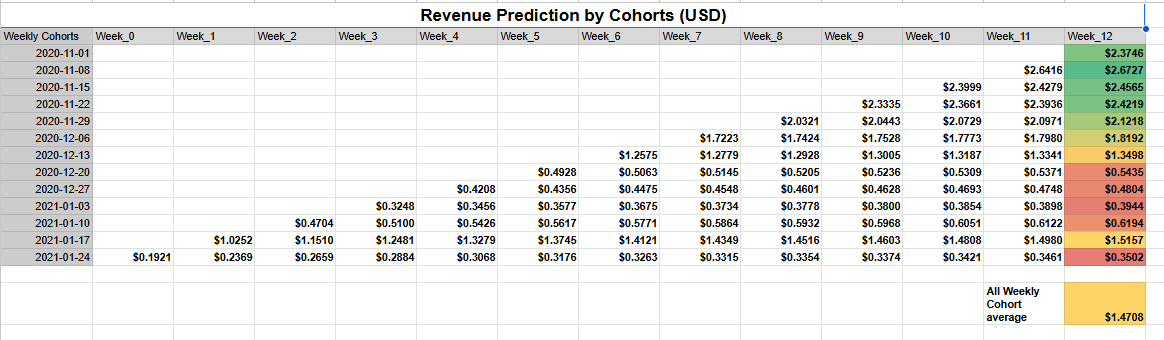 Revenue Prediction by Cohorts (USD)
Weekly Cohorts Week_0 Week_1 Week_2 Week_3 Week_4 Week_5 Week_6 Week_7 Week_8 Week_9 Week_10 Week_11 Week_12
2020-11-01 $2.3746
2020-11-08 $2.6416 $2.6727
2020-11-15 $2.3999 $2.4279 $2.4565
2020-11-22 $2.3335 $2.3661 $2.3936 $2.4219
2020-11-29 $2.0321 $2.0443 $2.0729 $2.0971 $2.1218
2020-12-06 $1.7223 $1.7424 $1.7528 $1.7773 $1.7980 $1.8192
2020-12-13 $1.2575 $1.2779 $1.2928 $1.3005 $1.3187 $1.3341 $1.3498
2020-12-20 $0.4928 $0.5063 $0.5145 $0.5205 $0.5236 $0.5309 $0.5371 $0.5435
2020-12-27 $0.4208 $0.4356 $0.4475 $0.4548 $0.4601 $0.4628 $0.4693 $0.4748 $0.4804
2021-01-03 $0.3248 $0.3456 $0.3577 $0.3675 $0.3734 $0.3778 $0.3800 $0.3854 $0.3898 $0.3944
2021-01-10 $0.4704 $0.5100 $0.5426 $0.5617 $0.5771 $0.5864 $0.5932 $0.5968 $0.6051 $0.6122 $0.6194
2021-01-17 $1.0252 $1.1510 $1.2481 $1.3279 $1.3745 $1.4121 $1.4349 $1.4516 $1.4603 $1.4808 $1.4980 $1.5157
2021-01-24 $0.1921 $0.2369 $0.2659 $0.2884 $0.3068 $0.3176 $0.3263 $0.3315 $0.3354 $0.3374 $0.3421 $0.3461 $0.3502
All Weekly
Cohort
average $1.4708